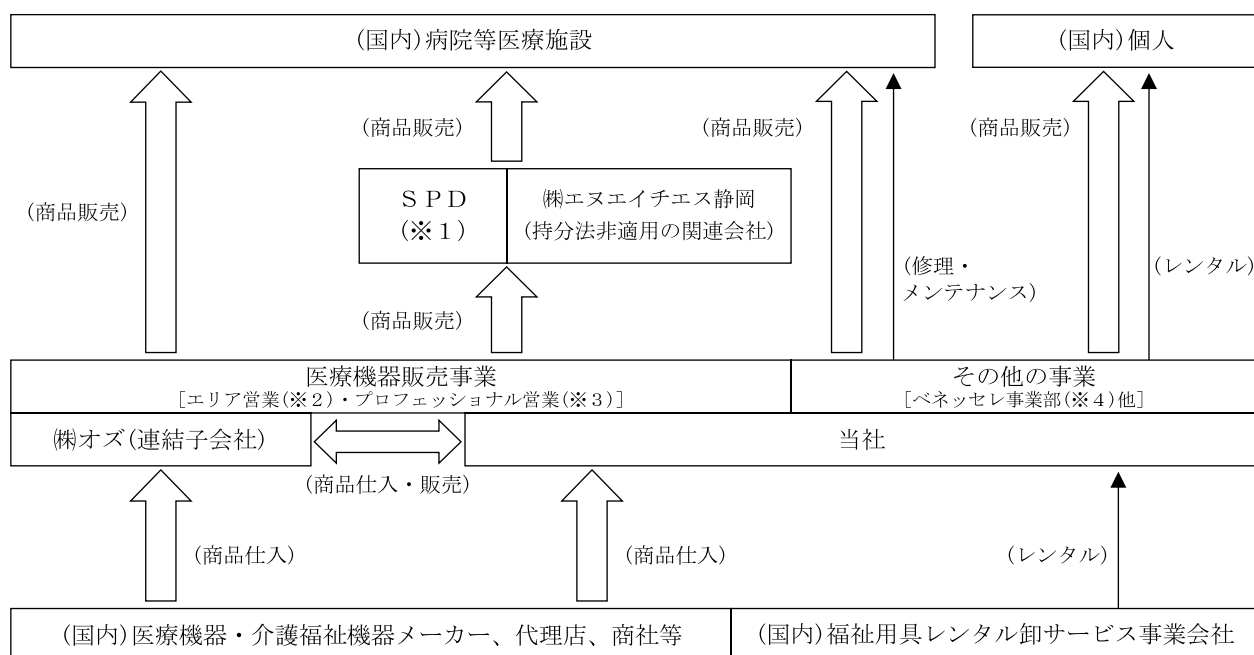 (国内)病院等医療施設
(国内)個人
(商品販売)
(商品販売)
(商品販売)
(商品販売)
ＳＰＤ
(※１)
㈱エヌエイチエス静岡
(持分法非適用の関連会社)
(修理・
メンテナンス)
(レンタル)
(商品販売)
医療機器販売事業
[エリア営業(※２)・プロフェッショナル営業(※３)]
その他の事業
[ベネッセレ事業部(※４)他]
㈱オズ(連結子会社)
当社
(商品仕入・販売)
(商品仕入)
(商品仕入)
(レンタル)
(国内)医療機器・介護福祉機器メーカー、代理店、商社等
(国内)福祉用具レンタル卸サービス事業会社